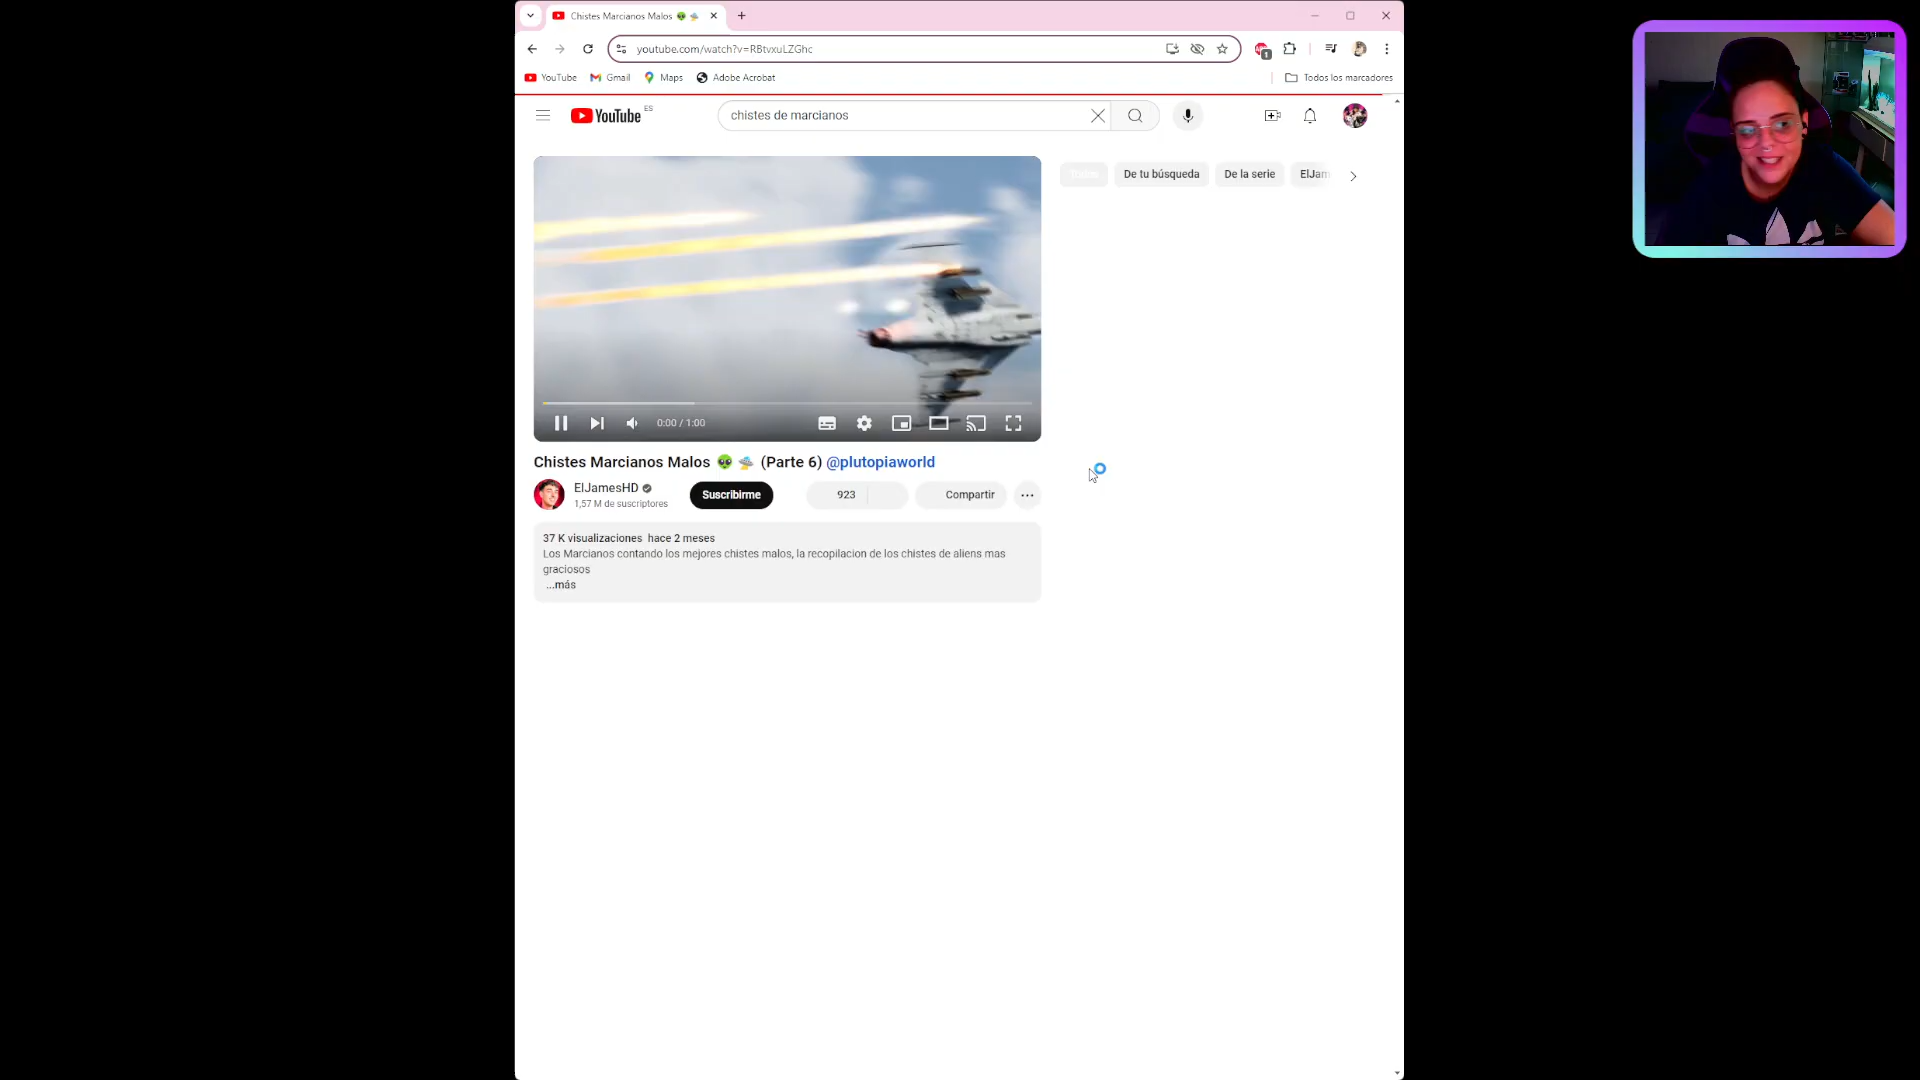 Chistes Marcianos Malos 👽 🛸
youtube.com/watch?v=RBtvxuLZGhc
1
YouTube
Gmail
Maps
Adobe Acrobat
Todos los marcadores
YouTube ES
chistes de marcianos
Todos
De tu búsqueda
De la serie
ElJam
0:00 / 1:00
Chistes Marcianos Malos 👽 🛸 (Parte 6) @plutopiaworld
ElJamesHD
1,57 M de suscriptores
Suscribirme
923
Compartir
37 K visualizaciones hace 2 meses
Los Marcianos contando los mejores chistes malos, la recopilacion de los chistes de aliens mas
graciosos
...más